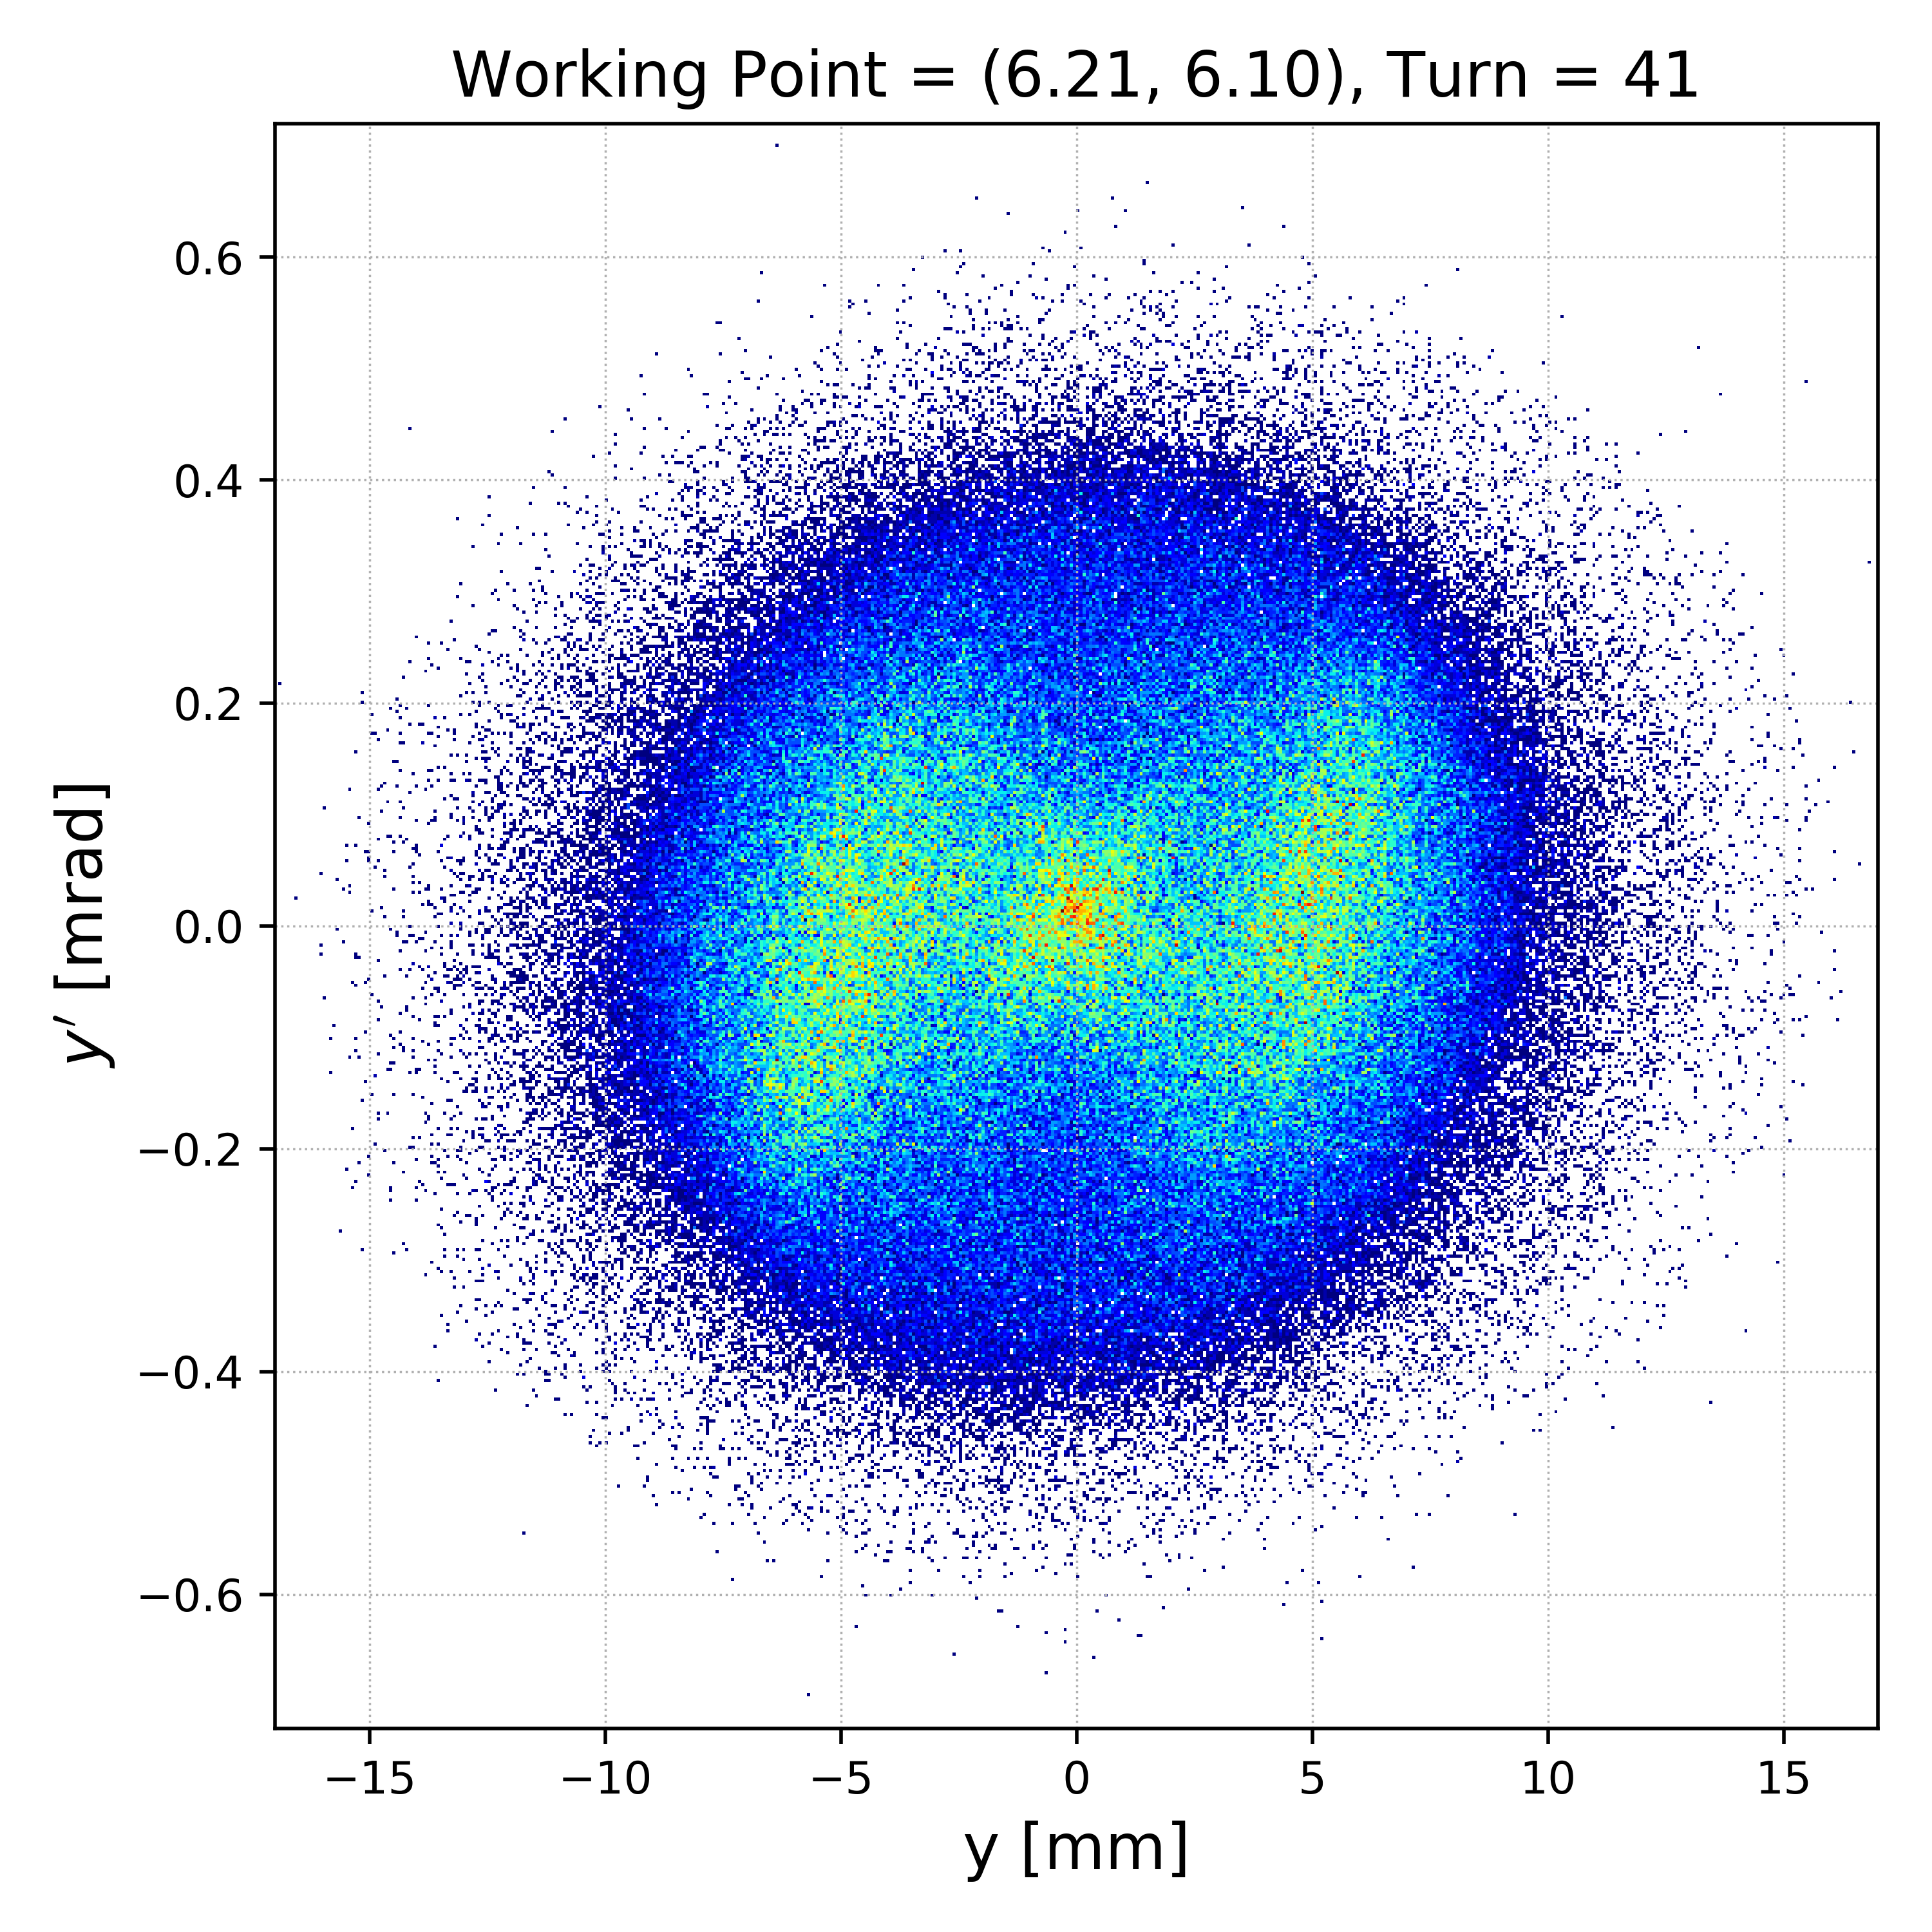 Working Point = (6.21, 6.10), Turn = 41
0.6
0.4
0.2
0.0
−0.2
−0.4
−0.6
y′ [mrad]
−15 −10 −5 0 5 10 15
y [mm]